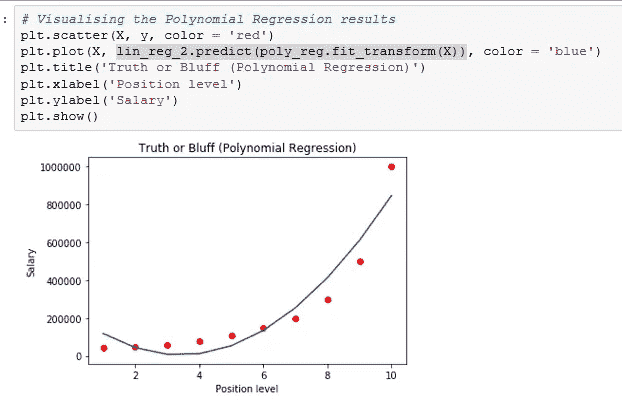 : # Visualising the Polynomial Regression results
plt.scatter(X, y, color = 'red')
plt.plot(X, lin_reg_2.predict(poly_reg.fit_transform(X)), color = 'blue')
plt.title('Truth or Bluff (Polynomial Regression)')
plt.xlabel('Position level')
plt.ylabel('Salary')
plt.show()
Truth or Bluff (Polynomial Regression)
1000000
800000
600000
400000
200000
0
Salary
2 4 6 8 10
Position level